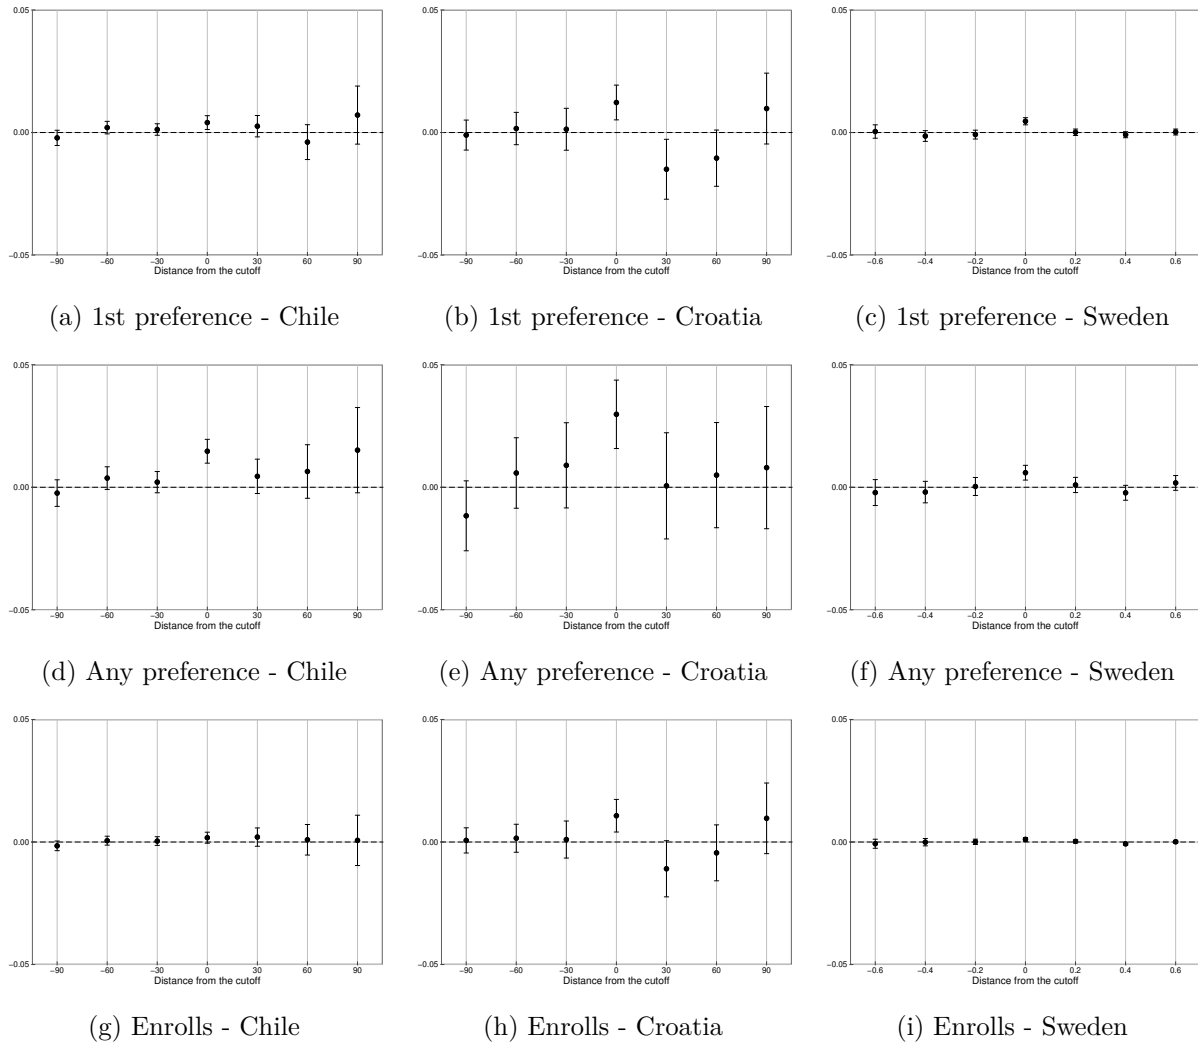 0.05 0.05 0.05
0.00 0.00 0.00
−0.05 −0.05 −0.05
−90 −60 −30 0 30 60 90 −90 −60 −30 0 30 60 90 −0.6 −0.4 −0.2 0 0.2 0.4 0.6
Distance from the cutoff Distance from the cutoff Distance from the cutoff
(a) 1st preference - Chile (b) 1st preference - Croatia (c) 1st preference - Sweden
0.05 0.05 0.05
0.00 0.00 0.00
−0.05 −0.05 −0.05
−90 −60 −30 0 30 60 90 −90 −60 −30 0 30 60 90 −0.6 −0.4 −0.2 0 0.2 0.4 0.6
Distance from the cutoff Distance from the cutoff Distance from the cutoff
(d) Any preference - Chile (e) Any preference - Croatia (f) Any preference - Sweden
0.05 0.05 0.05
0.00 0.00 0.00
−0.05 −0.05 −0.05
−90 −60 −30 0 30 60 90 −90 −60 −30 0 30 60 90 −0.6 −0.4 −0.2 0 0.2 0.4 0.6
Distance from the cutoff Distance from the cutoff Distance from the cutoff
(g) Enrolls - Chile (h) Enrolls - Croatia (i) Enrolls - Sweden